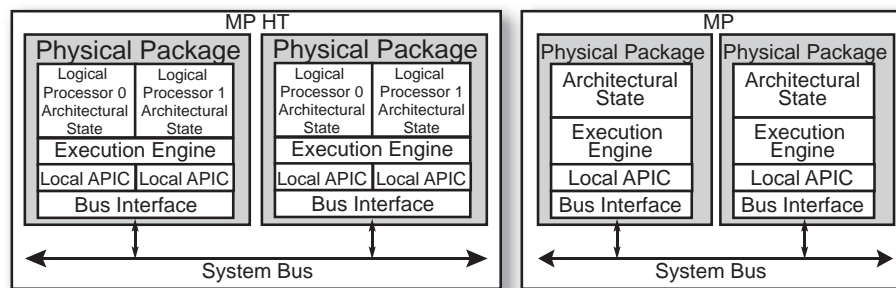 MP HT
Physical Package
Logical
Processor 0
Architectural
State
Logical
Processor 1
Architectural
State
Execution Engine
Local APIC
Local APIC
Bus Interface
Physical Package
Logical
Processor 0
Architectural
State
Logical
Processor 1
Architectural
State
Execution Engine
Local APIC
Local APIC
Bus Interface
System Bus
MP
Physical Package
Architectural
State
Execution
Engine
Local APIC
Bus Interface
Physical Package
Architectural
State
Execution
Engine
Local APIC
Bus Interface
System Bus